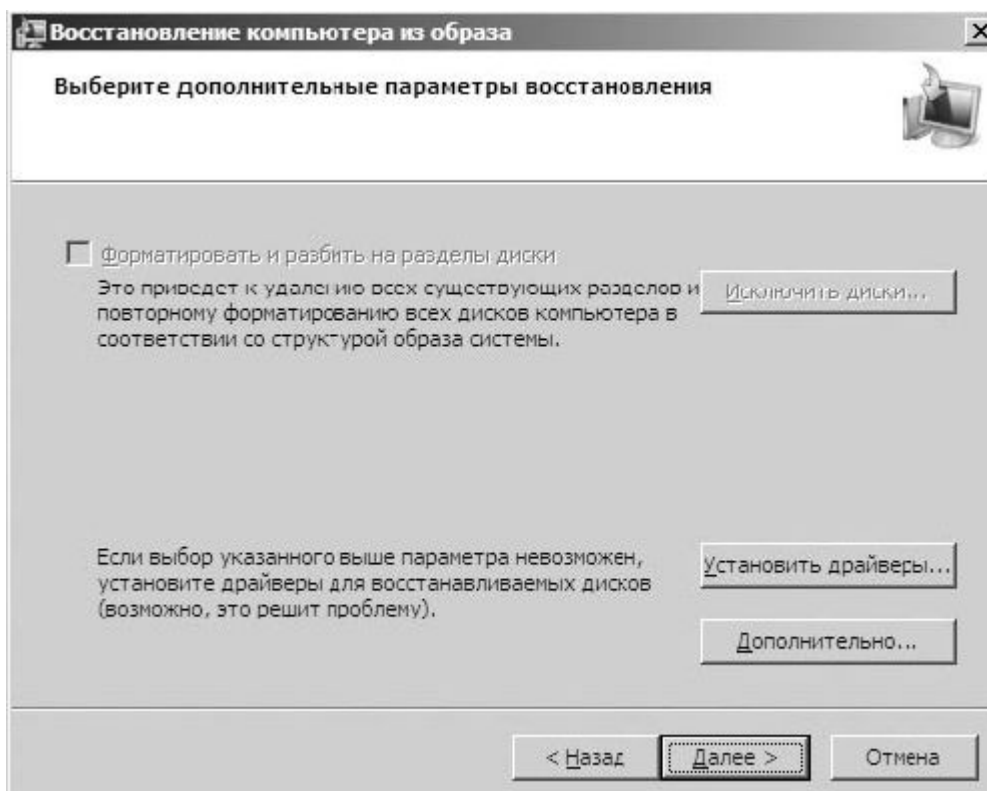 Восстановление компьютера из образа
Выберите дополнительные параметры восстановления
Форматировать и разбить на разделы диски
Это приведет к удалению всех существующих разделов и
повторному форматированию всех дисков компьютера в
соответствии со структурой образа системы.
Исключить диски...
Если выбор указанного выше параметра невозможен,
установите драйверы для восстанавливаемых дисков
(возможно, это решит проблему).
Установить драйверы...
Дополнительно...
< Назад
Далее >
Отмена